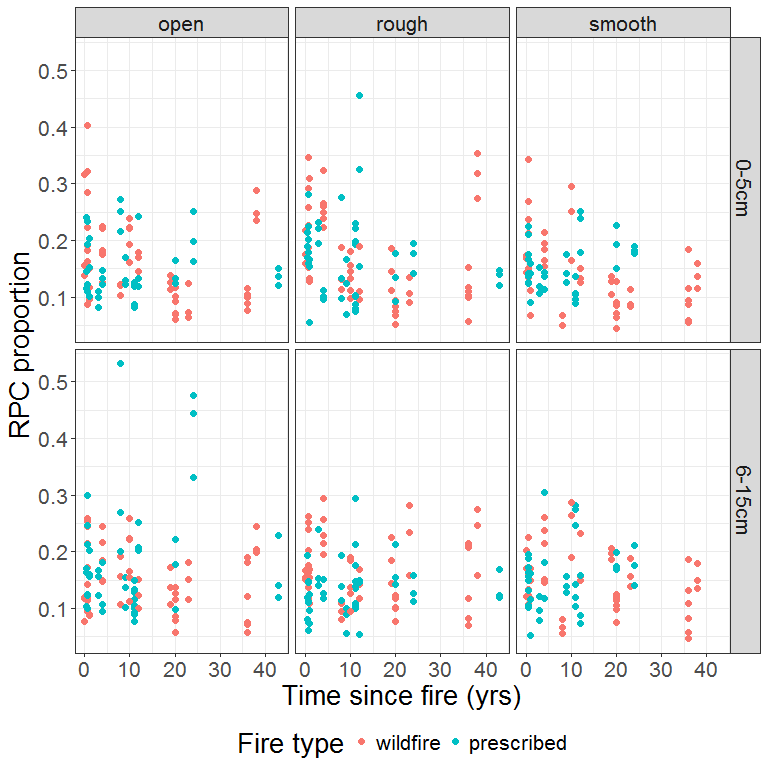 open rough smooth
0.5
0.4
0.3
0.2
0.1
0-5cm
RPC proportion
0.5
0.4
0.3
0.2
0.1
6-15cm
0 10 20 30 40 0 10 20 30 40 0 10 20 30 40
Time since fire (yrs)
Fire type wildfire prescribed